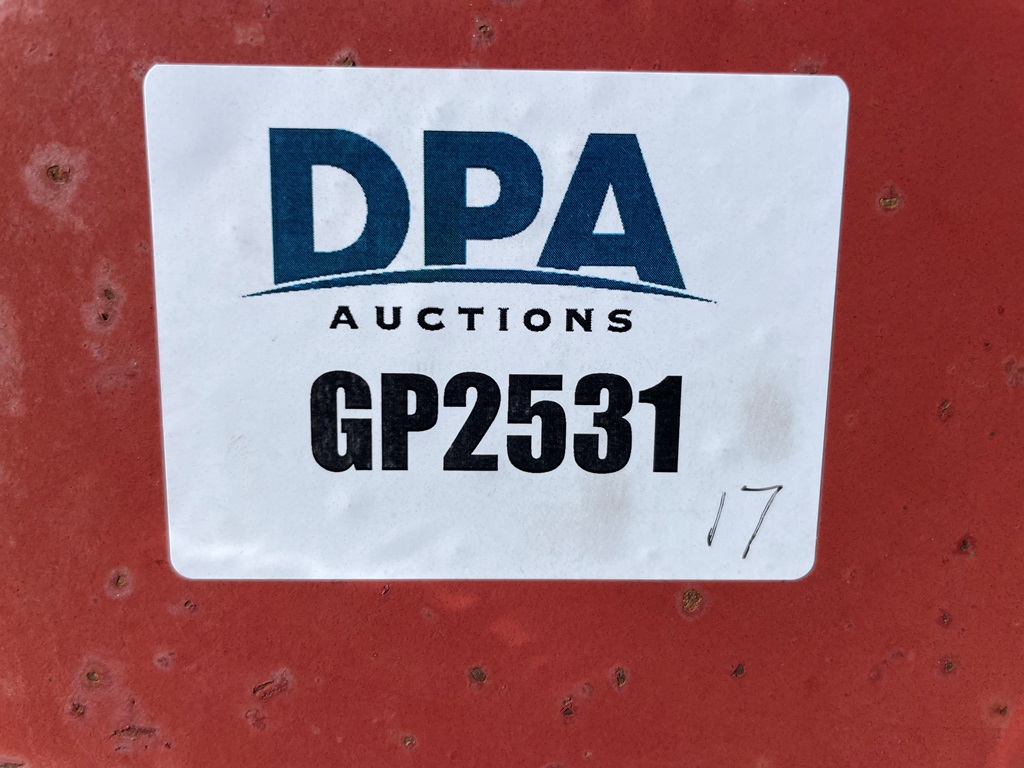 DPA
AUCTIONS
GP2531
17